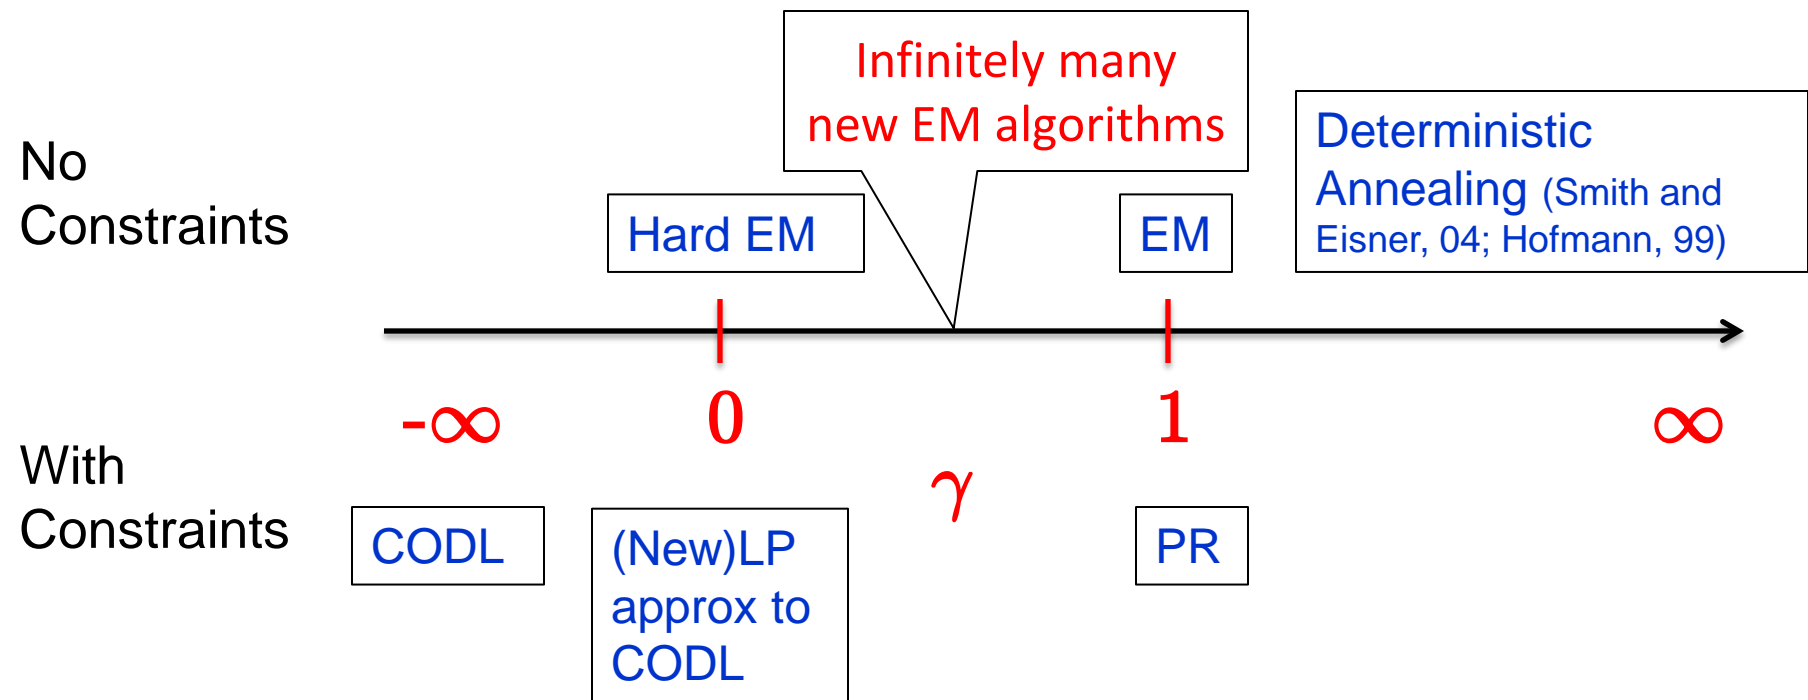 Infinitely many
new EM algorithms
Deterministic
Annealing (Smith and
Eisner, 04; Hofmann, 99)
No
Constraints
Hard EM
EM
-∞
0
1
∞
γ
With
Constraints
CODL
(New)LP
approx to
CODL
PR